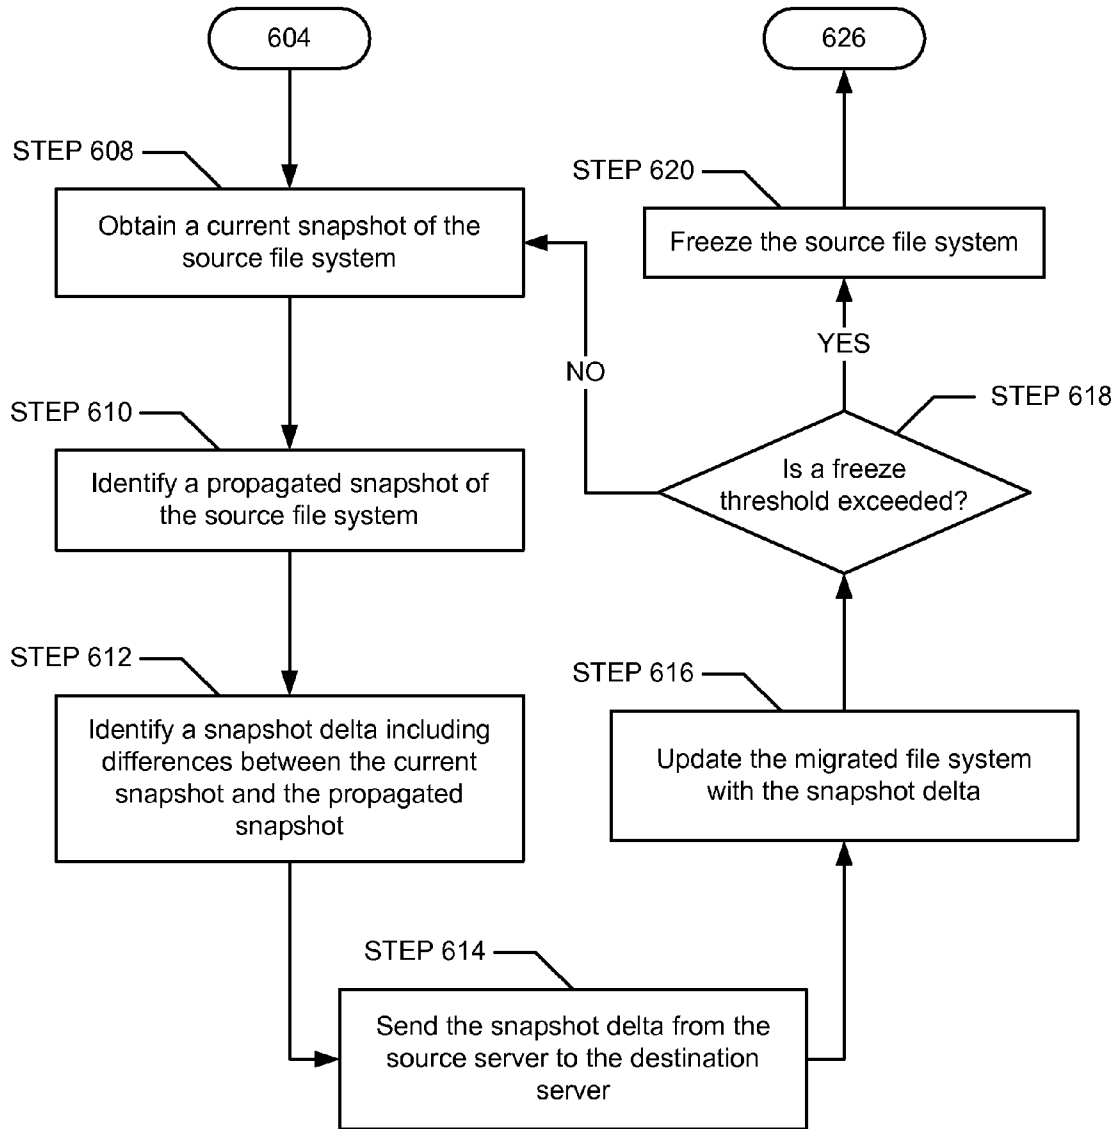 604
STEP 608
Obtain a current snapshot of the
source file system
STEP 610
Identify a propagated snapshot of
the source file system
STEP 612
Identify a snapshot delta including
differences between the current
snapshot and the propagated
snapshot
STEP 614
Send the snapshot delta from the
source server to the destination
server
STEP 616
Update the migrated file system
with the snapshot delta
STEP 618
Is a freeze
threshold exceeded?
NO
YES
STEP 620
Freeze the source file system
626